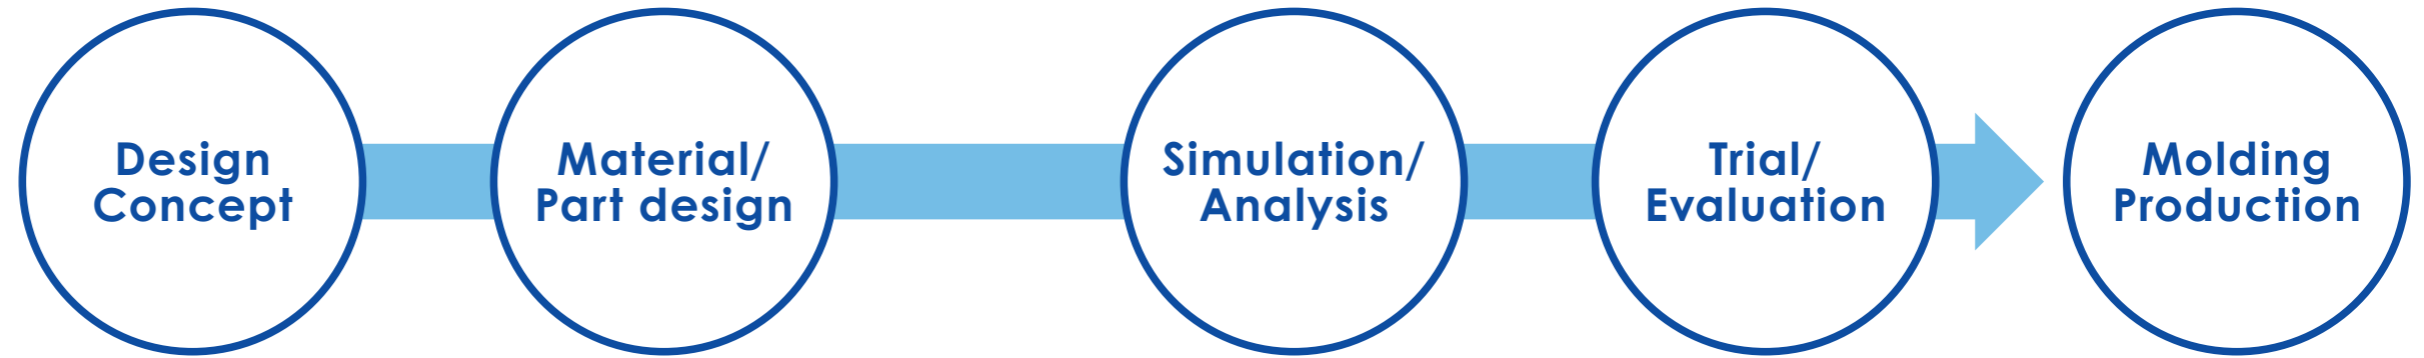 Design
Concept
Material/
Part design
Simulation/
Analysis
Trial/
Evaluation
Molding
Production